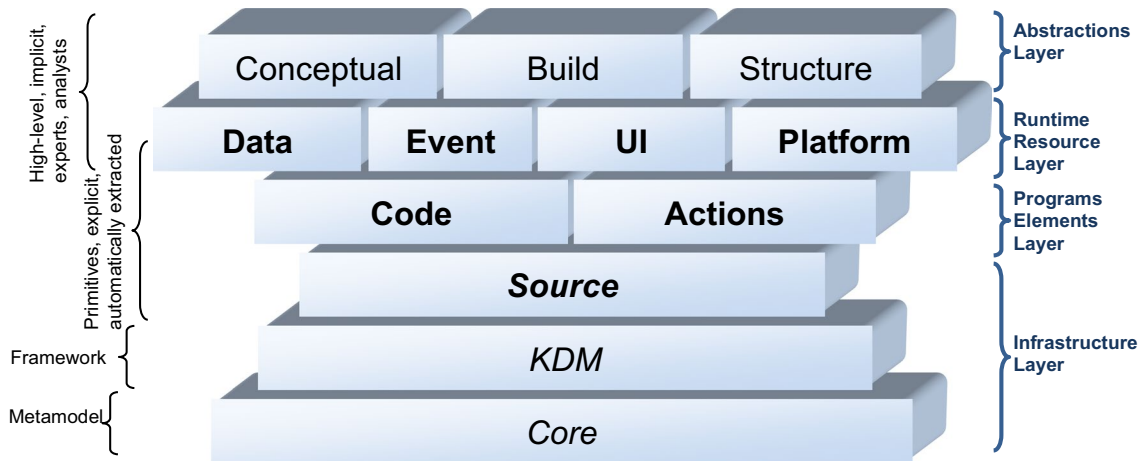 High-level, implicit,
experts, analysts
Primitives, explicit,
automatically extracted
Framework
Metamodel
Conceptual
Build
Structure
Data
Event
UI
Platform
Code
Actions
Source
KDM
Core
Abstractions
Layer
Runtime
Resource
Layer
Programs
Elements
Layer
Infrastructure
Layer